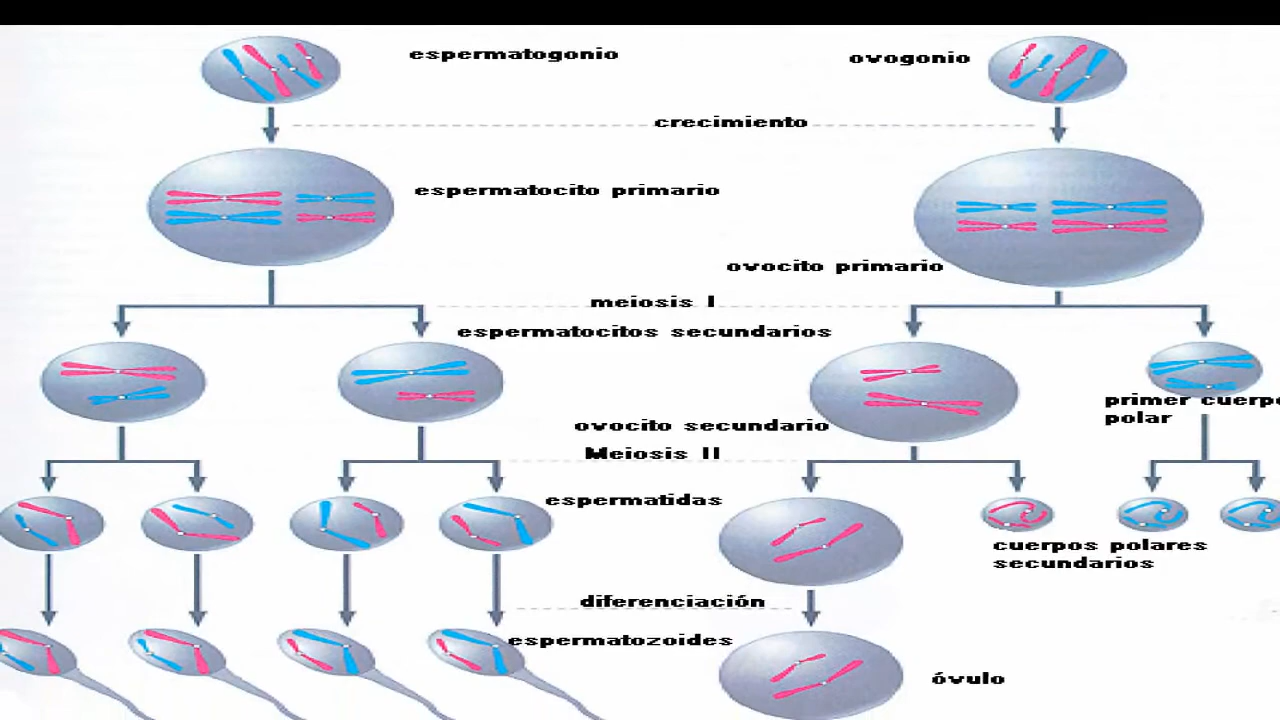 espermatogonio
ovogonio
crecimiento
espermatocito primario
ovocito primario
meiosis I
espermatocitos secundarios
primer cuerpo
polar
ovocito secundario
Meiosis II
espermatidas
cuerpos polares
secundarios
diferenciación
espermatozoides
óvulo